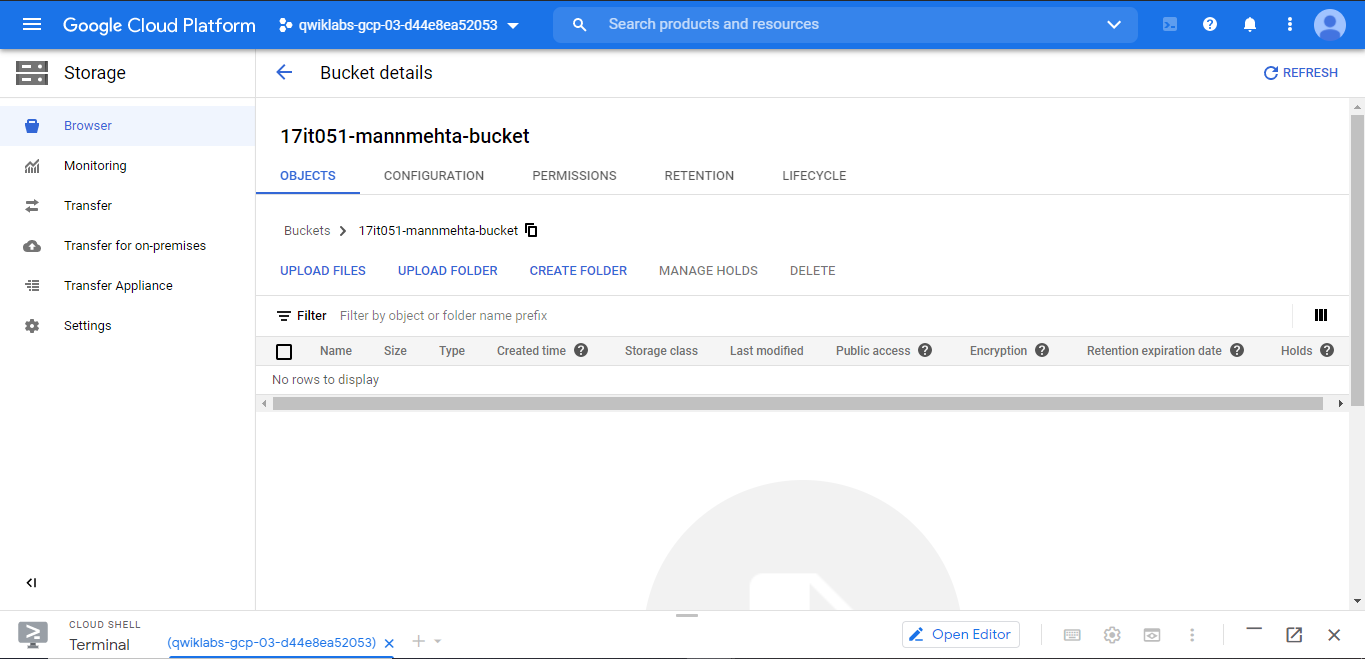 Google Cloud Platform qwiklabs-gcp-03-d44e8ea52053 Search products and resources
Storage
Bucket details
REFRESH
Browser
Monitoring
Transfer
Transfer for on-premises
Transfer Appliance
Settings
17it051-mannmehta-bucket
OBJECTS CONFIGURATION PERMISSIONS RETENTION LIFECYCLE
Buckets 17it051-mannmehta-bucket
UPLOAD FILES UPLOAD FOLDER CREATE FOLDER MANAGE HOLDS DELETE
Filter Filter by object or folder name prefix
Name Size Type Created time Storage class Last modified Public access Encryption Retention expiration date Holds
No rows to display
CLOUD SHELL
Terminal
(qwiklabs-gcp-03-d44e8ea52053)
Open Editor